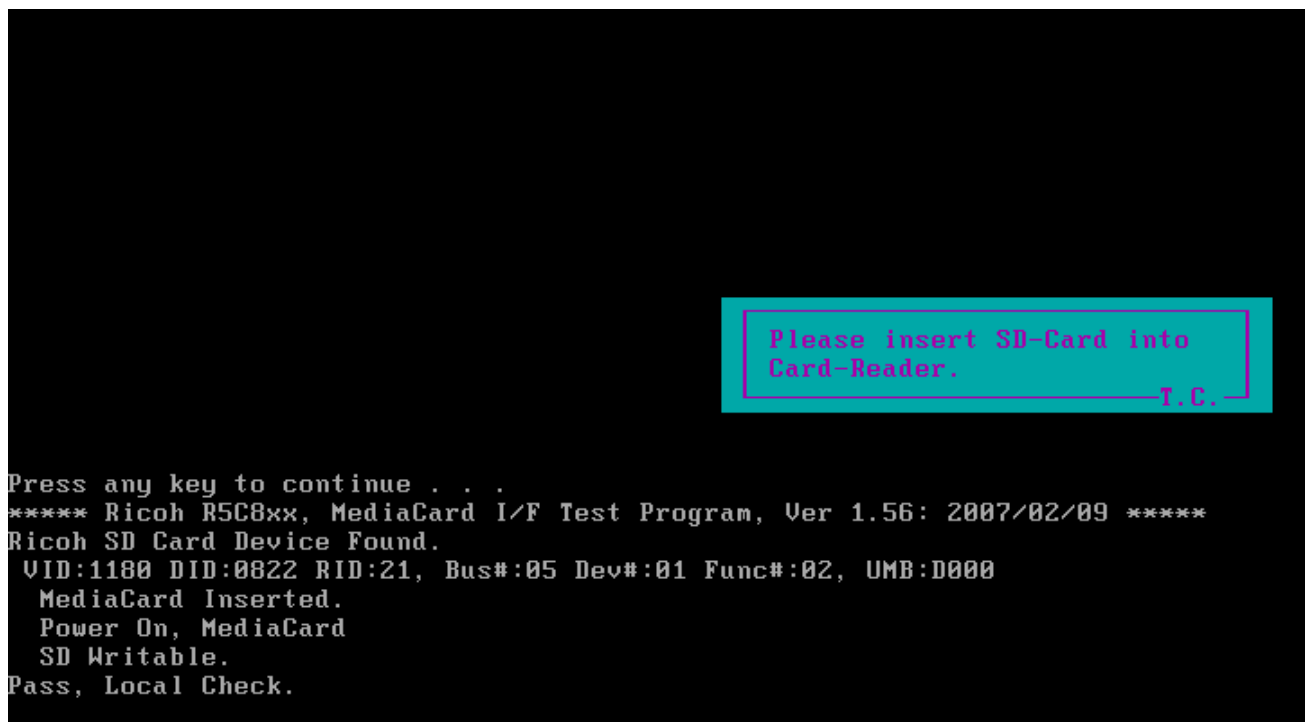 Please insert SD-Card into
Card-Reader.
T.C.
Press any key to continue . . .
***** Ricoh R5C8xx, MediaCard I/F Test Program, Ver 1.56: 2007/02/09 *****
Ricoh SD Card Device Found.
VID:1180 DID:0822 RID:21, Bus#:05 Dev#:01 Func#:02, UMB:D000
MediaCard Inserted.
Power On, MediaCard
SD Writable.
Pass, Local Check.